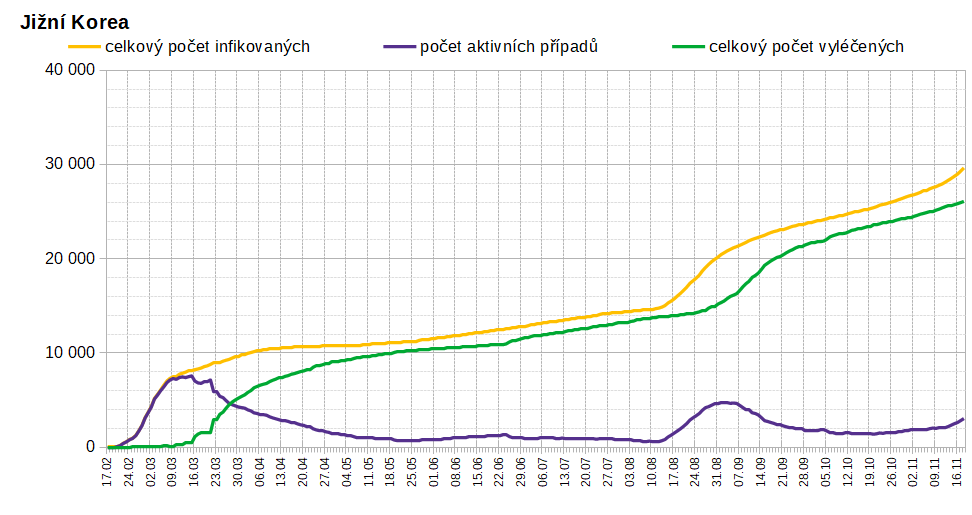 Jižní Korea
celkový počet infikovaných počet aktivních případů celkový počet vyléčených
40 000
30 000
20 000
10 000
0
17.02 24.02 02.03 09.03 16.03 23.03 30.03 06.04 13.04 20.04 27.04 04.05 11.05 18.05 25.05 01.06 08.06 15.06 22.06 29.06 06.07 13.07 20.07 27.07 03.08 10.08 17.08 24.08 31.08 07.09 14.09 21.09 28.09 05.10 12.10 19.10 26.10 02.11 09.11 16.11